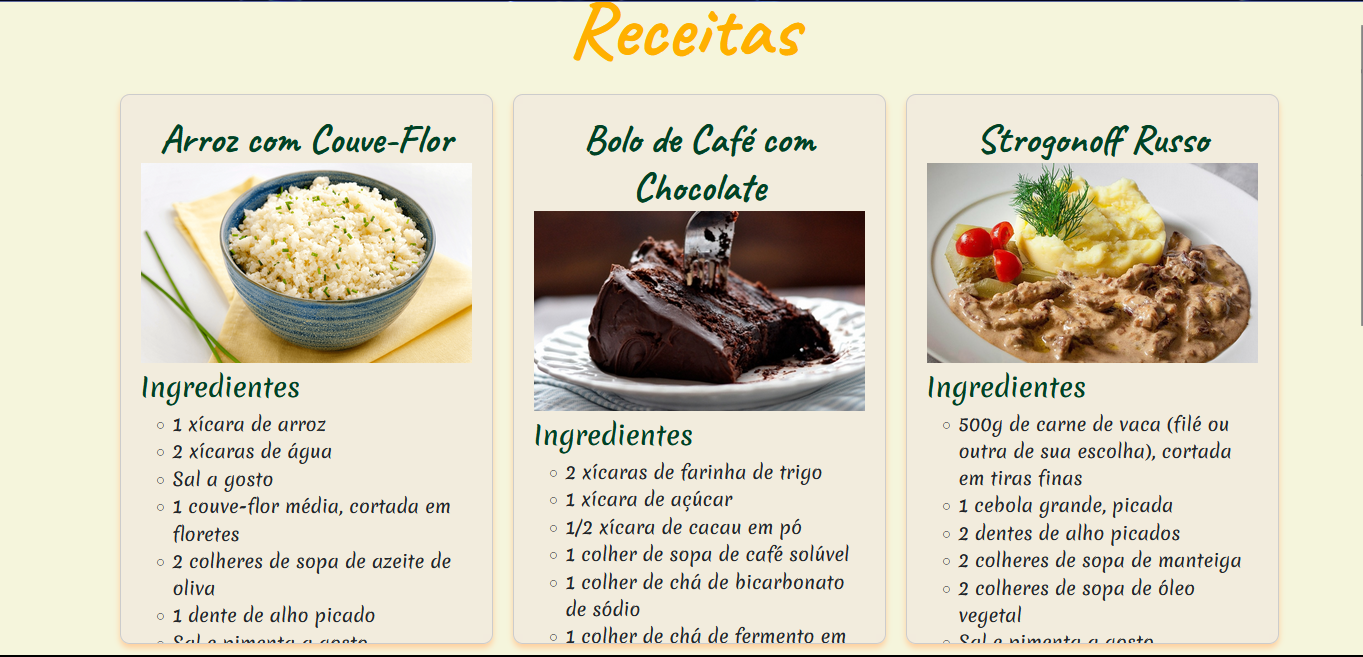 Receitas
Arroz com Couve-Flor
Ingredientes
1 xícara de arroz
2 xícaras de água
Sal a gosto
1 couve-flor média, cortada em
floretes
2 colheres de sopa de azeite de
oliva
1 dente de alho picado
Sal e pimenta a gosto
Bolo de Café com
Chocolate
Ingredientes
2 xícaras de farinha de trigo
1 xícara de açúcar
1/2 xícara de cacau em pó
1 colher de sopa de café solúvel
1 colher de chá de bicarbonato
de sódio
1 colher de chá de fermento em
Strogonoff Russo
Ingredientes
500g de carne de vaca (filé ou
outra de sua escolha), cortada
em tiras finas
1 cebola grande, picada
2 dentes de alho picados
2 colheres de sopa de manteiga
2 colheres de sopa de óleo
vegetal
Sal e pimenta a gosto